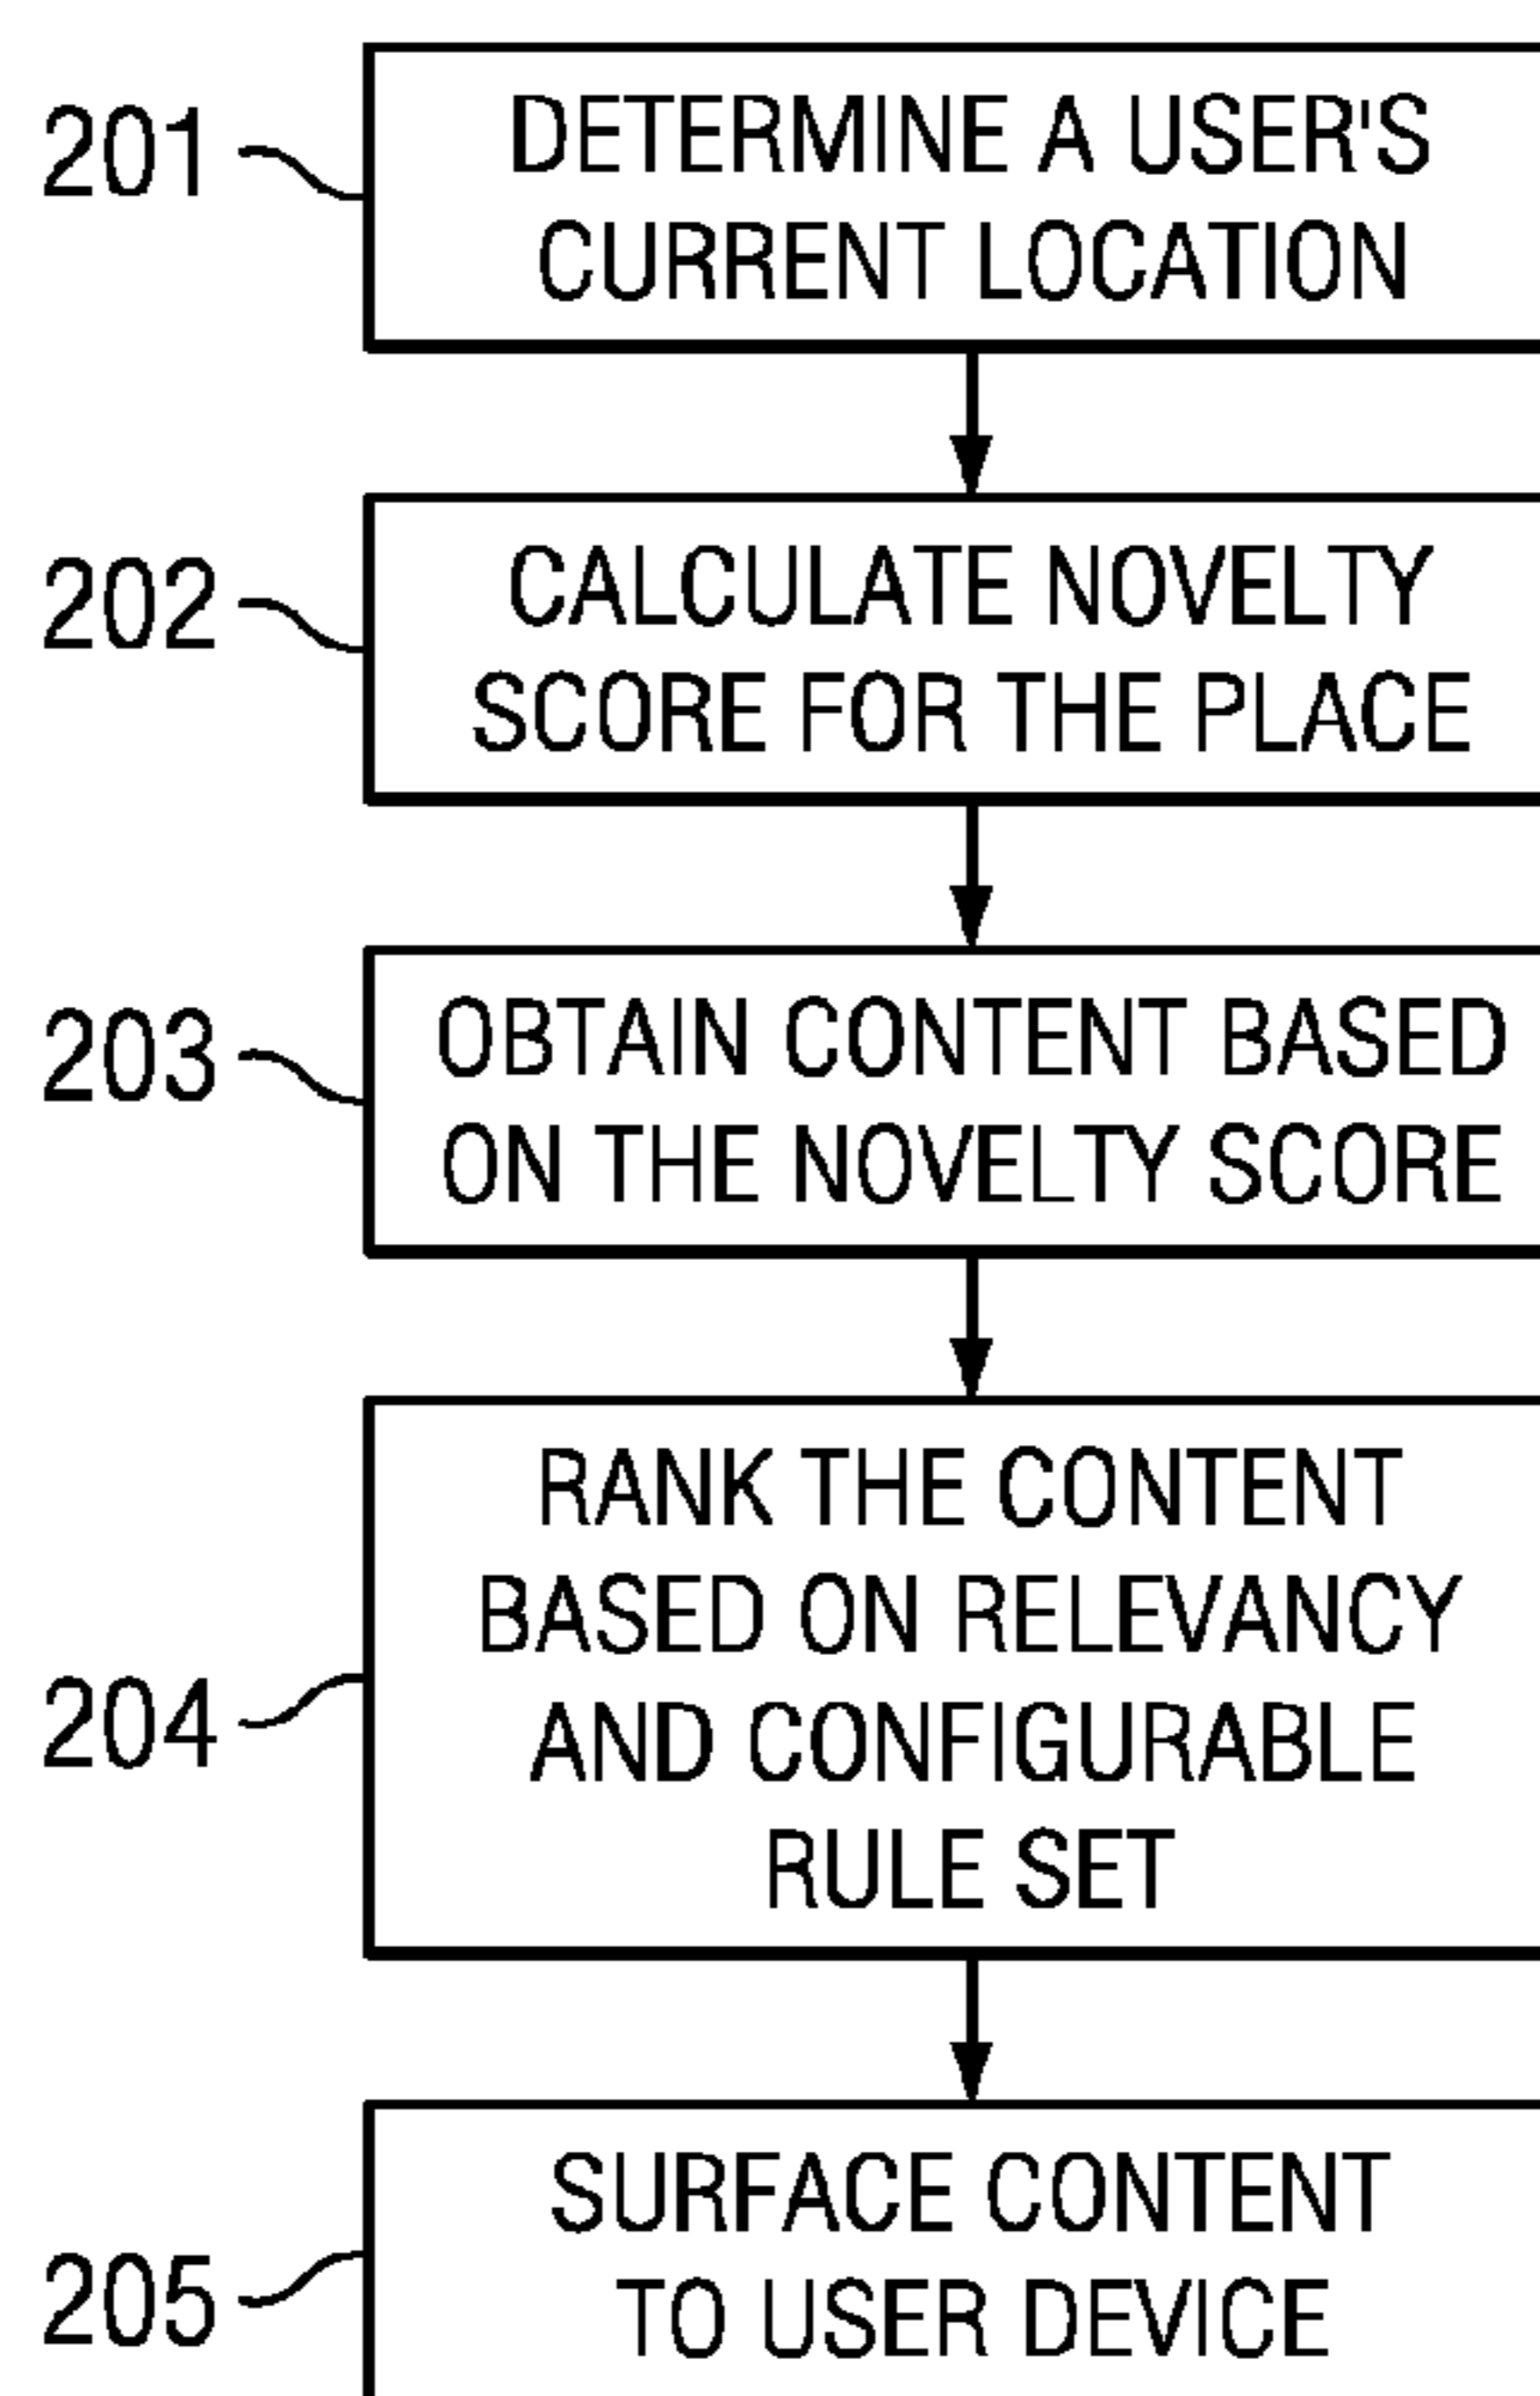 201
DETERMINE A USER'S
CURRENT LOCATION
202
CALCULATE NOVELTY
SCORE FOR THE PLACE
203
OBTAIN CONTENT BASED
ON THE NOVELTY SCORE
204
RANK THE CONTENT
BASED ON RELEVANCY
AND CONFIGURABLE
RULE SET
205
SURFACE CONTENT
TO USER DEVICE